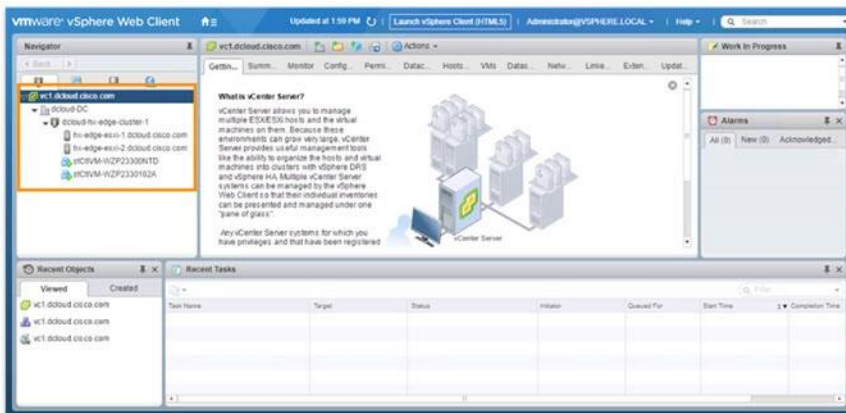 vmware vSphere Web Client
Updated at 1:59 PM
Launch vSphere Client (HTML5)
Administrator@VSPHERE.LOCAL
Help
Search
Navigator
Back
vc1.dcloud.cisco.com
dcloud-DC
dcloud-hx-edge-cluster-1
hx-edge-esxi-1.dcloud.cisco.com
hx-edge-esxi-2.dcloud.cisco.com
stCtlVM-WZP23300NTD
stCtlVM-WZP2330162A
vc1.dcloud.cisco.com
Actions
Gettin... Summ... Monitor Config... Permi... Datac... Hosts... VMs Datas... Netw... Linke... Exten... Updat...
What is vCenter Server?
vCenter Server allows you to manage
multiple ESX/ESXi hosts and the virtual
machines on them. Because these
environments can grow very large, vCenter
Server provides useful management tools
like the ability to organize the hosts and virtual
machines into clusters with vSphere DRS
and vSphere HA. Multiple vCenter Server
systems can be managed by the vSphere
Web Client so that their individual inventories
can be presented and managed under one
"pane of glass".
Any vCenter Server systems for which you
have privileges and that have been registered
vCenter Server
Work In Progress
Alarms
All (0) New (0) Acknowledged...
Recent Objects
Viewed Created
vc1.dcloud.cisco.com
vc1.dcloud.cisco.com
vc1.dcloud.cisco.com
Recent Tasks
Filter
Task Name Target Status Initiator Queued For Start Time 1 Completion Time